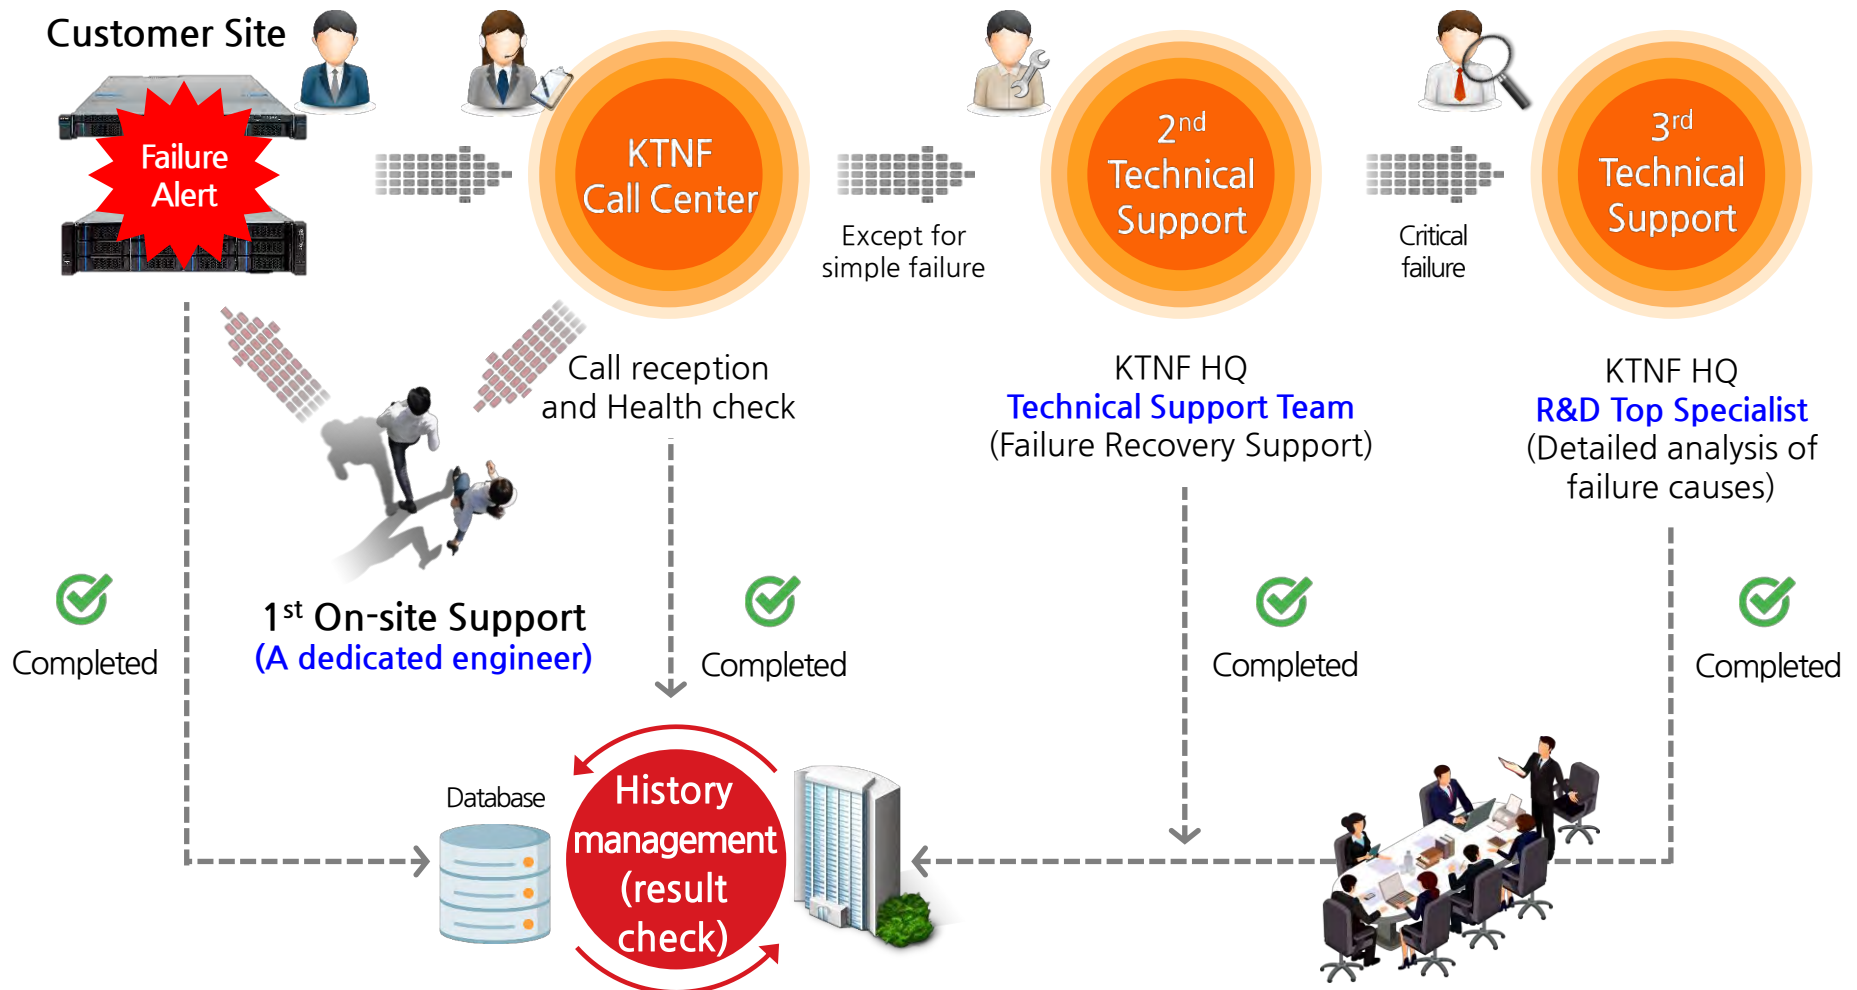 Customer Site
Failure
Alert
KTNF
Call Center
Except for
simple failure
2nd
Technical
Support
Critical
failure
3rd
Technical
Support
Call reception
and Health check
KTNF HQ
Technical Support Team
(Failure Recovery Support)
KTNF HQ
R&D Top Specialist
(Detailed analysis of
failure causes)
1st On-site Support
(A dedicated engineer)
Completed
Completed
Completed
Completed
Database
History
management
(result
check)